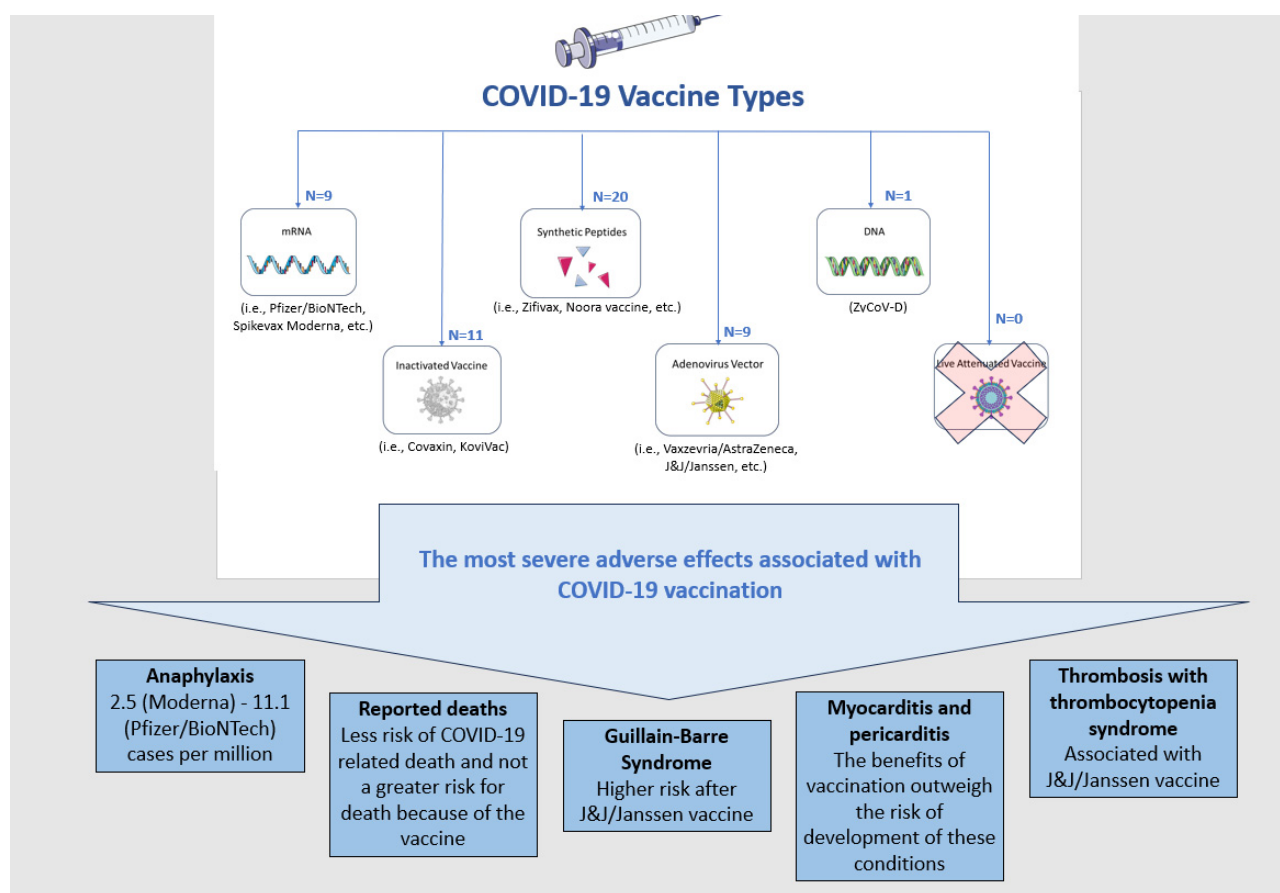 COVID-19 Vaccine Types
N=9
mRNA
(i.e., Pfizer/BioNTech,
Spikevax Moderna, etc.)
N=11
Inactivated Vaccine
(i.e., Covaxin, KoviVac)
N=20
Synthetic Peptides
(i.e., Zifivax, Noora vaccine, etc.)
N=9
Adenovirus Vector
(i.e., Vaxzevria/AstraZeneca,
J&J/Janssen, etc.)
N=1
DNA
(ZyCoV-D)
N=0
Live Attenuated Vaccine
The most severe adverse effects associated with
COVID-19 vaccination
Anaphylaxis
2.5 (Moderna) - 11.1
(Pfizer/BioNTech)
cases per million
Reported deaths
Less risk of COVID-19
related death and not
a greater risk for
death because of the
vaccine
Guillain-Barre
Syndrome
Higher risk after
J&J/Janssen vaccine
Myocarditis and
pericarditis
The benefits of
vaccination outweigh
the risk of
development of these
conditions
Thrombosis with
thrombocytopenia
syndrome
Associated with
J&J/Janssen vaccine